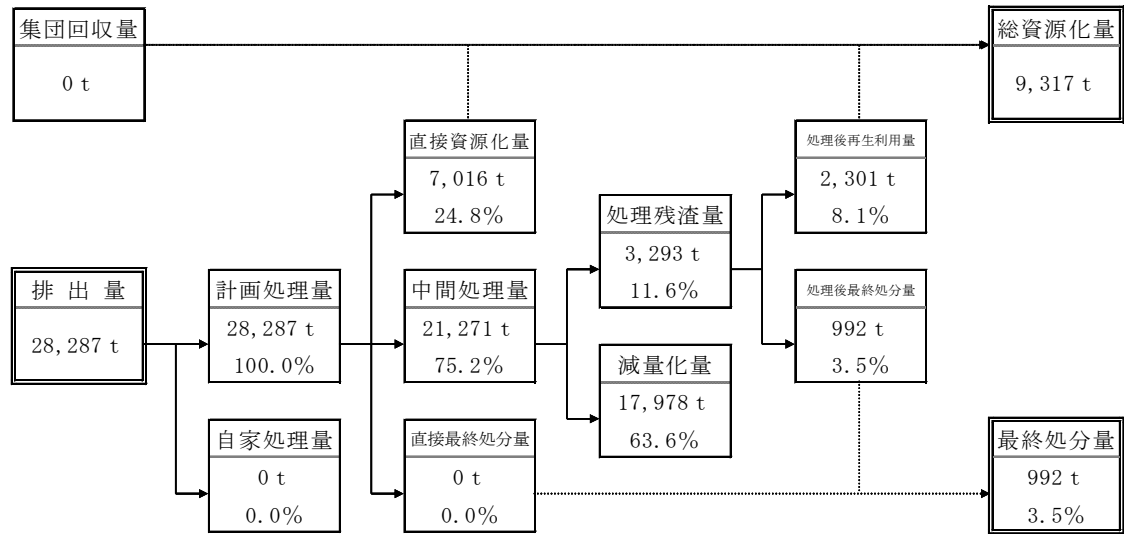 集団回収量
0 t
総資源化量
9,317 t
直接資源化量
7,016 t
24.8%
処理後再生利用量
2,301 t
8.1%
処理残渣量
3,293 t
11.6%
排 出 量
28,287 t
計画処理量
28,287 t
100.0%
中間処理量
21,271 t
75.2%
処理後最終処分量
992 t
3.5%
減量化量
17,978 t
63.6%
自家処理量
0 t
0.0%
直接最終処分量
0 t
0.0%
最終処分量
992 t
3.5%